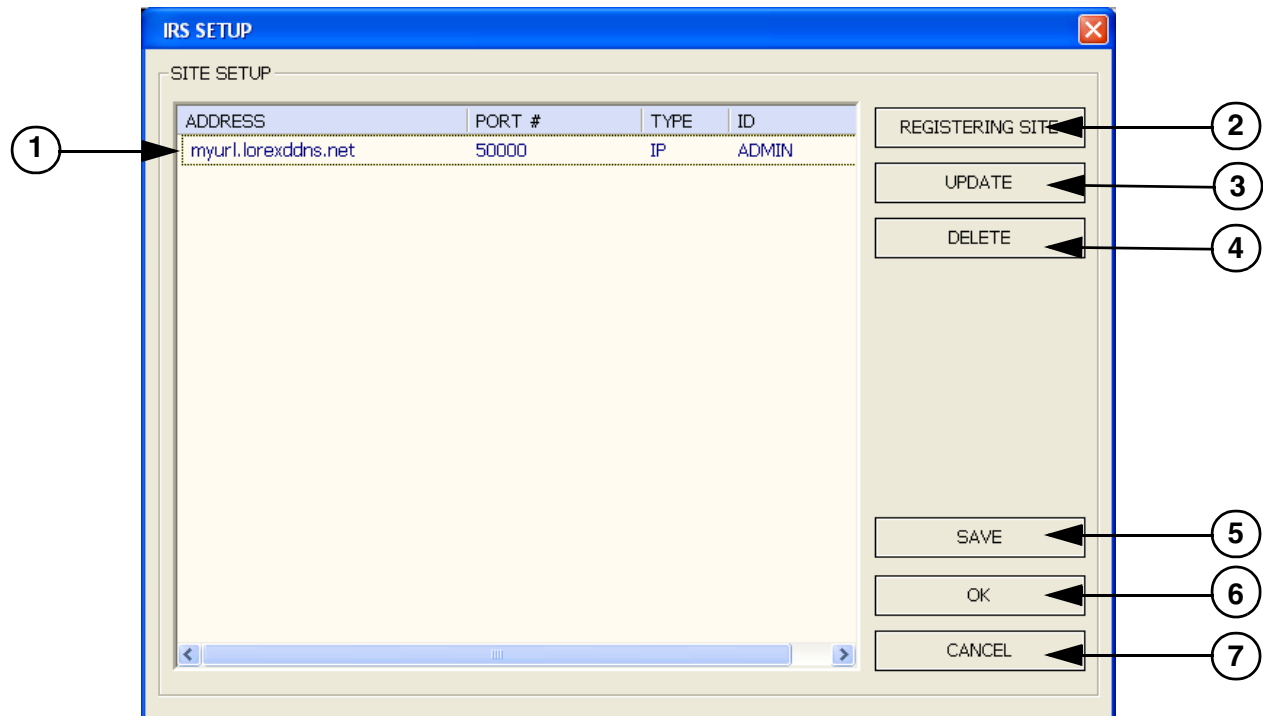 IRS SETUP
SITE SETUP
ADDRESS PORT # TYPE ID
myurl.lorexddns.net 50000 IP ADMIN
1
REGISTERING SITE
2
UPDATE
3
DELETE
4
SAVE
5
OK
6
CANCEL
7